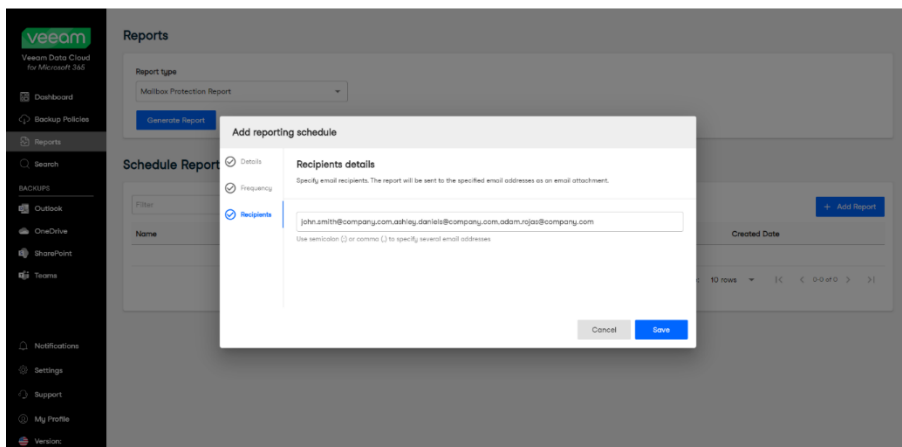 veeam
Veeam Data Cloud
for Microsoft 365
Dashboard
Backup Policies
Reports
Search
BACKUPS
Outlook
OneDrive
SharePoint
Teams
Notifications
Settings
Support
My Profile
Version:
Reports
Report type
Mailbox Protection Report
Generate Report
Schedule Report
Filter
+ Add Report
Name
Created Date
10 rows
0-0 of 0
Add reporting schedule
Details
Frequency
Recipients
Recipients details
Specify email recipients. The report will be sent to the specified email addresses as an email attachment.
john.smith@company.com,ashley.daniels@company.com,adam.rojas@company.com
Use semicolon (;) or comma (,) to specify several email addresses
Cancel
Save